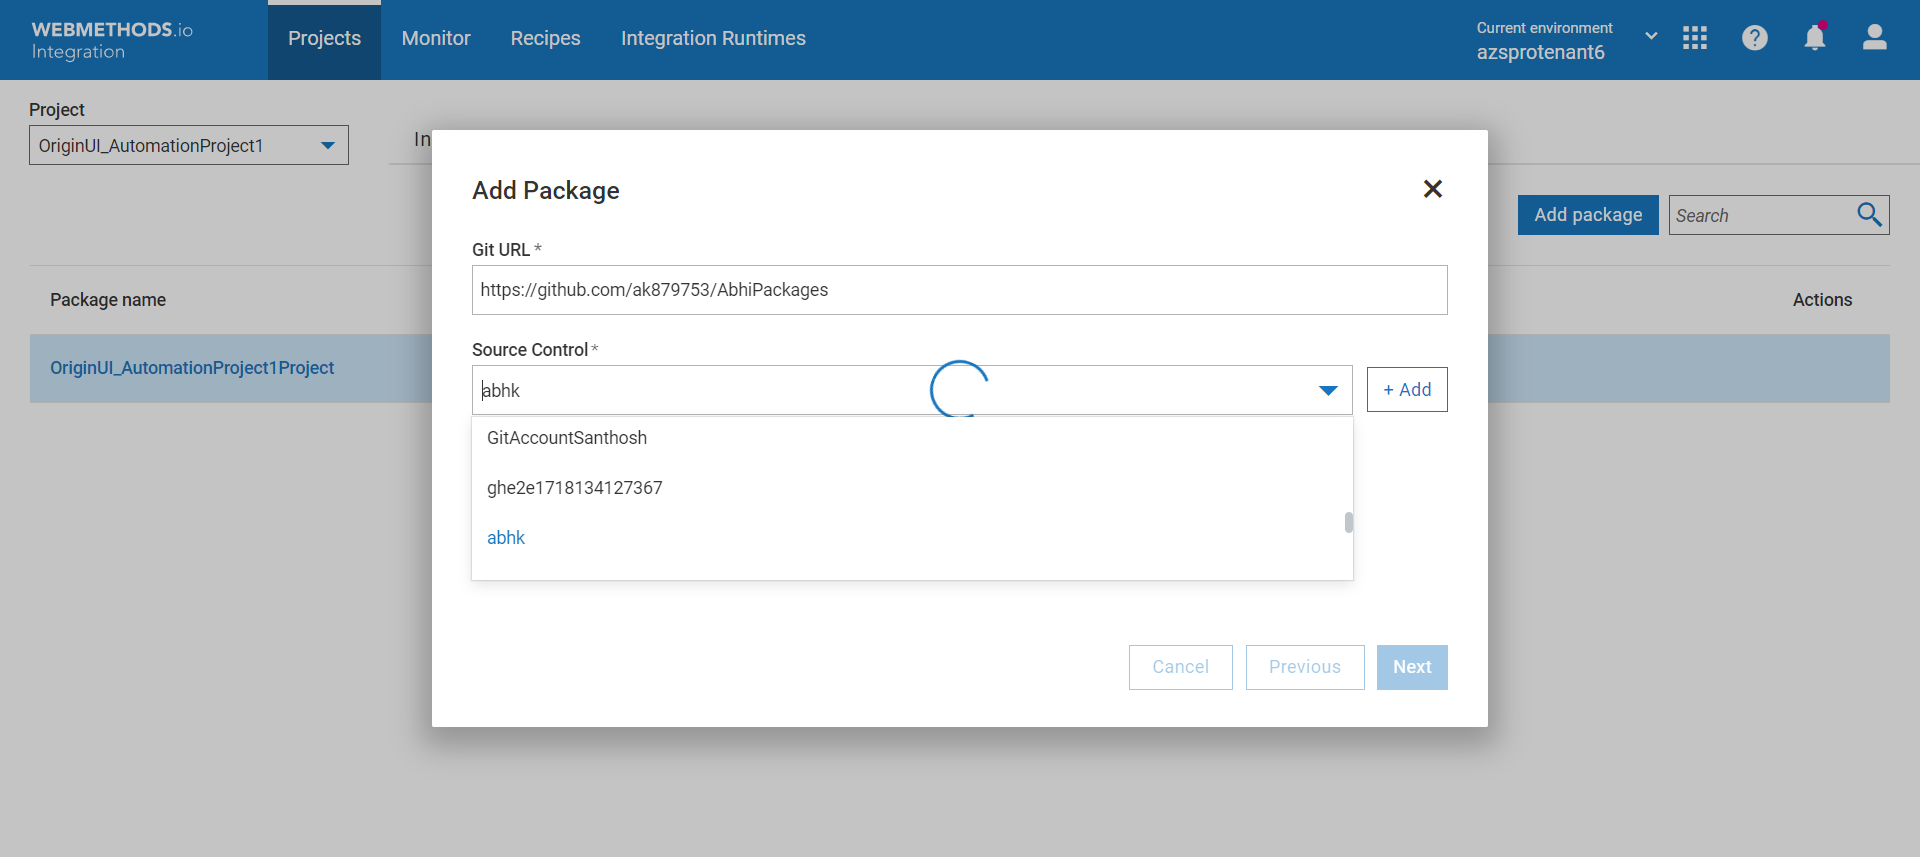 WEBMETHODS.io
Integration
Projects
Monitor
Recipes
Integration Runtimes
Current environment
azsprotenant6
Project
OriginUI_AutomationProject1
In
Add package
Search
Package name
Actions
OriginUI_AutomationProject1Project
Add Package
Git URL *
https://github.com/ak879753/AbhiPackages
Source Control *
abhk
+ Add
GitAccountSanthosh
ghe2e1718134127367
abhk
Cancel
Previous
Next